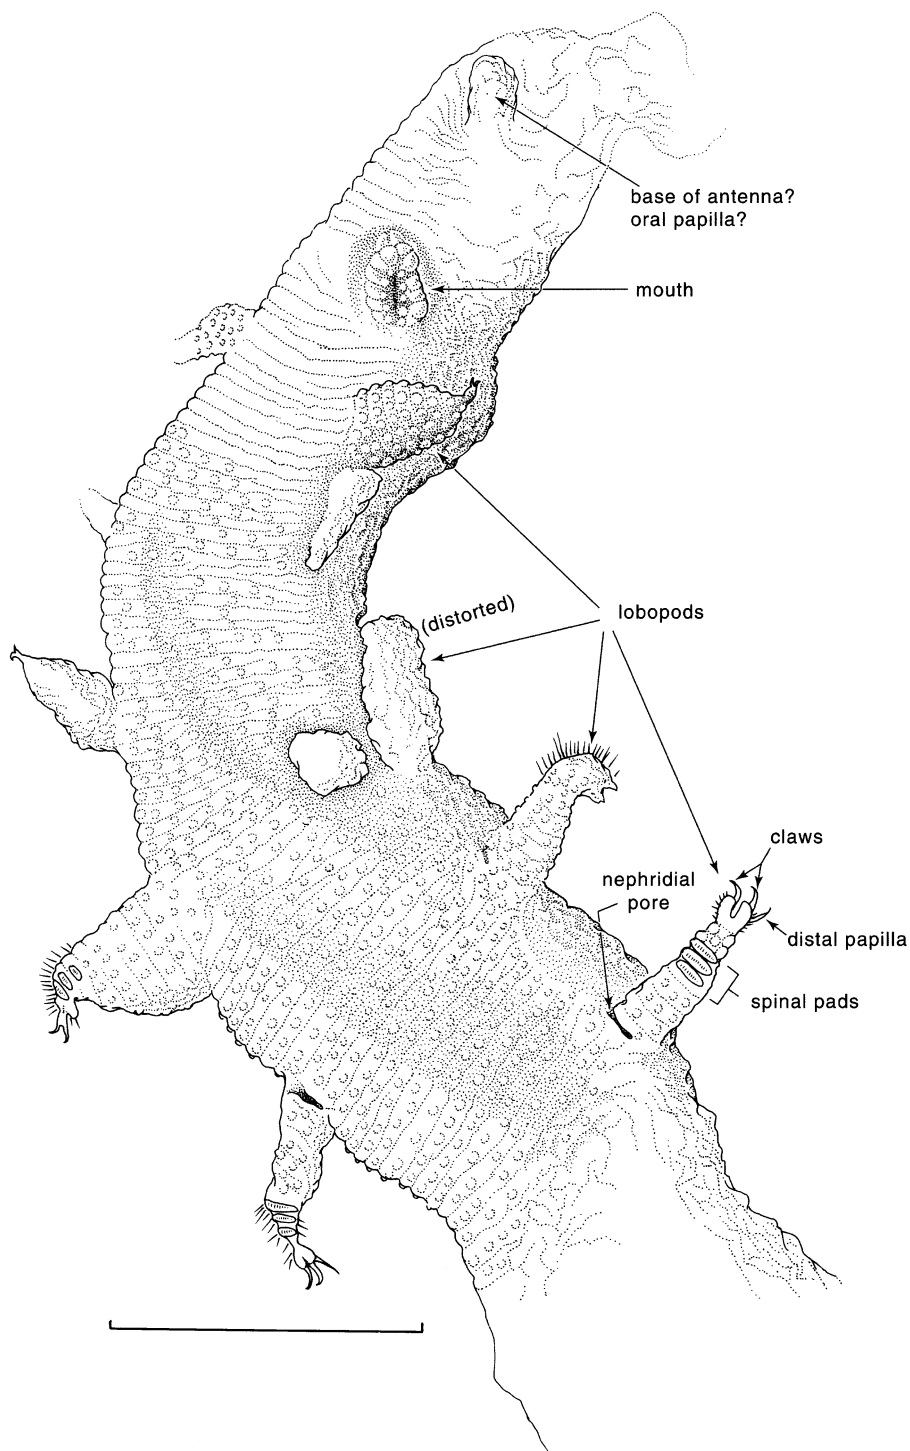 base of antenna?
oral papilla?
mouth
(distorted)
lobopods
claws
nephridial
pore
distal papilla
spinal pads